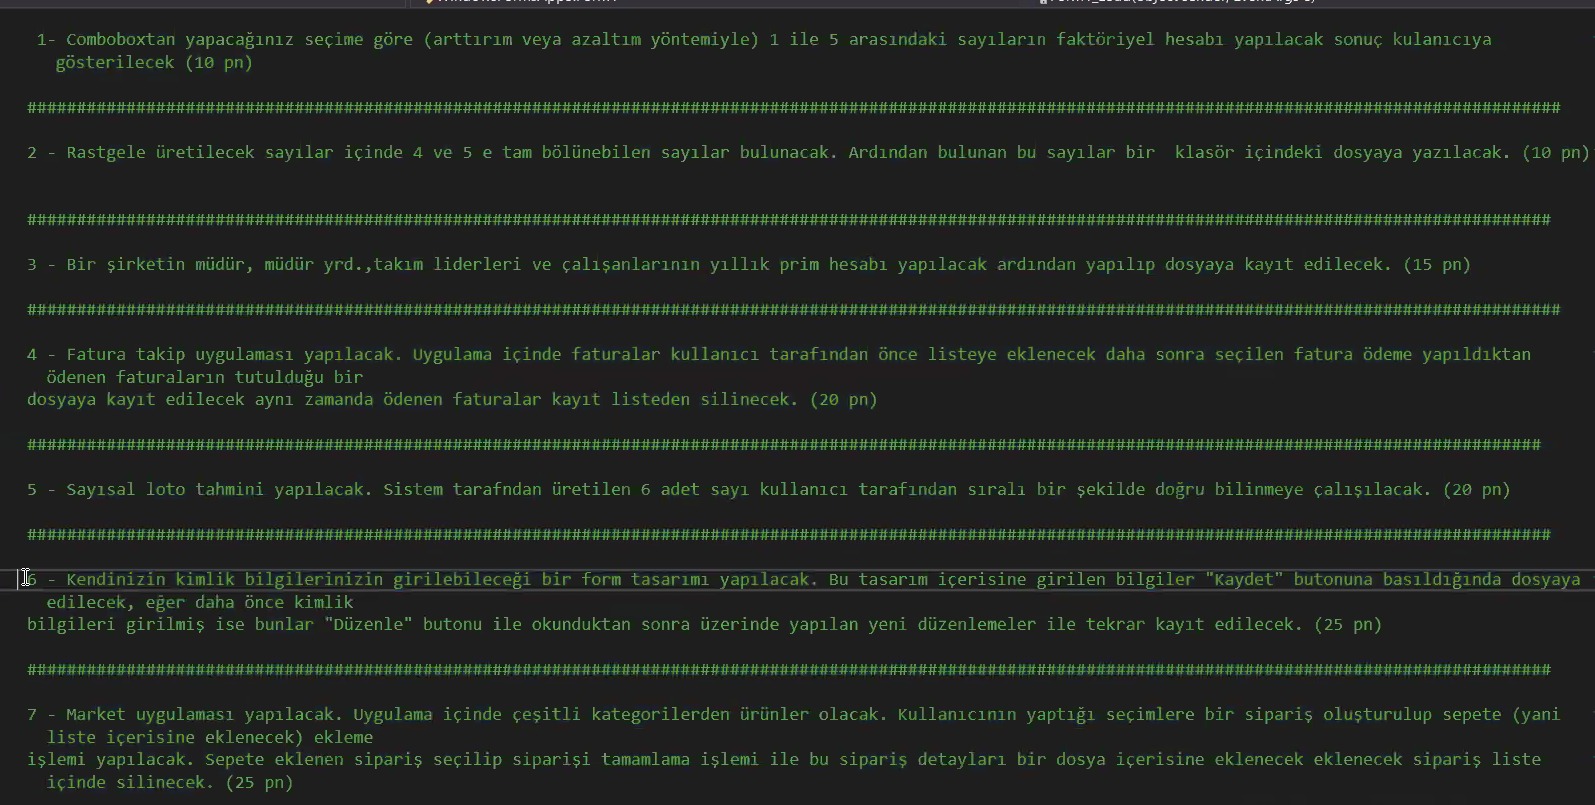 1- Comboboxtan yapacağınız seçime göre (arttırım veya azaltım yöntemiyle) 1 ile 5 arasındaki sayıların faktöriyel hesabı yapılacak sonuç kulanıcıya
gösterilecek (10 pn)
###########################################################################################################################################################
2 - Rastgele üretilecek sayılar içinde 4 ve 5 e tam bölünebilen sayılar bulunacak. Ardından bulunan bu sayılar bir  klasör içindeki dosyaya yazılacak. (10 pn)
##########################################################################################################################################################
3 - Bir şirketin müdür, müdür yrd.,takım liderleri ve çalışanlarının yıllık prim hesabı yapılacak ardından yapılıp dosyaya kayıt edilecek. (15 pn)
###########################################################################################################################################################
4 - Fatura takip uygulaması yapılacak. Uygulama içinde faturalar kullanıcı tarafından önce listeye eklenecek daha sonra seçilen fatura ödeme yapıldıktan
ödenen faturaların tutulduğu bir
dosyaya kayıt edilecek aynı zamanda ödenen faturalar kayıt listeden silinecek. (20 pn)
#########################################################################################################################################################
5 - Sayısal loto tahmini yapılacak. Sistem tarafndan üretilen 6 adet sayı kullanıcı tarafından sıralı bir şekilde doğru bilinmeye çalışılacak. (20 pn)
##########################################################################################################################################################
6 - Kendinizin kimlik bilgilerinizin girilebileceği bir form tasarımı yapılacak. Bu tasarım içerisine girilen bilgiler "Kaydet" butonuna basıldığında dosyaya
edilecek, eğer daha önce kimlik
bilgileri girilmiş ise bunlar "Düzenle" butonu ile okunduktan sonra üzerinde yapılan yeni düzenlemeler ile tekrar kayıt edilecek. (25 pn)
##########################################################################################################################################################
7 - Market uygulaması yapılacak. Uygulama içinde çeşitli kategorilerden ürünler olacak. Kullanıcının yaptığı seçimlere bir sipariş oluşturulup sepete (yani
liste içerisine eklenecek) ekleme
işlemi yapılacak. Sepete eklenen sipariş seçilip siparişi tamamlama işlemi ile bu sipariş detayları bir dosya içerisine eklenecek eklenecek sipariş liste
içinde silinecek. (25 pn)